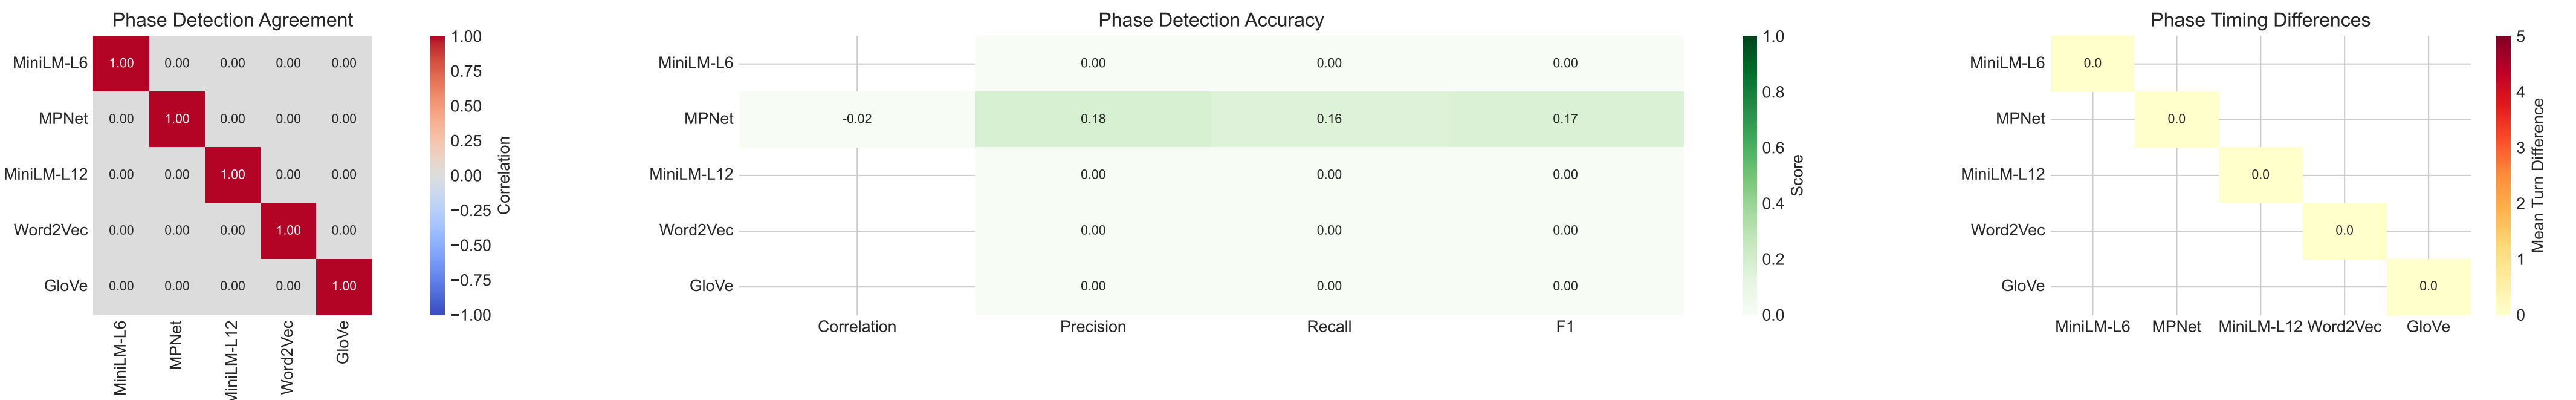 Phase Detection Agreement
MiniLM-L6 1.00 0.00 0.00 0.00 0.00
MPNet 0.00 1.00 0.00 0.00 0.00
MiniLM-L12 0.00 0.00 1.00 0.00 0.00
Word2Vec 0.00 0.00 0.00 1.00 0.00
GloVe 0.00 0.00 0.00 0.00 1.00
MiniLM-L6
MPNet
MiniLM-L12
Word2Vec
GloVe
1.00
0.75
0.50
0.25
0.00
−0.25
−0.50
−0.75
−1.00
Correlation
Phase Detection Accuracy
MiniLM-L6 0.00 0.00 0.00
MPNet -0.02 0.18 0.16 0.17
MiniLM-L12 0.00 0.00 0.00
Word2Vec 0.00 0.00 0.00
GloVe 0.00 0.00 0.00
Correlation Precision Recall F1
1.0
0.8
0.6
0.4
0.2
0.0
Score
Phase Timing Differences
MiniLM-L6 0.0
MPNet 0.0
MiniLM-L12 0.0
Word2Vec 0.0
GloVe 0.0
MiniLM-L6 MPNet MiniLM-L12 Word2Vec GloVe
5
4
3
2
1
0
Mean Turn Difference